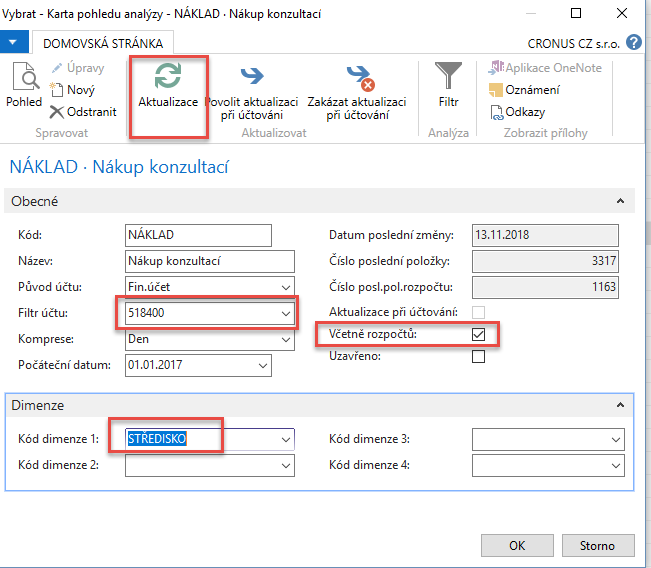 Vybrat - Karta pohledu analýzy - NÁKLAD · Nákup konzultací
DOMOVSKÁ STRÁNKA
CRONUS CZ s.r.o.
Pohled
Úpravy
Nový
Odstranit
Spravovat
Aktualizace
Povolit aktualizaci při účtování
Zakázat aktualizaci při účtování
Aktualizovat
Filtr
Analýza
Aplikace OneNote
Oznámení
Odkazy
Zobrazit přílohy
NÁKLAD · Nákup konzultací
Obecné
Kód: NÁKLAD
Název: Nákup konzultací
Původ účtu: Fin.účet
Filtr účtu: 518400
Komprese: Den
Počáteční datum: 01.01.2017
Datum poslední změny: 13.11.2018
Číslo poslední položky: 3317
Číslo posl.pol.rozpočtu: 1163
Aktualizace při účtování:
Včetně rozpočtů:
Uzavřeno:
Dimenze
Kód dimenze 1: STŘEDISKO
Kód dimenze 2:
Kód dimenze 3:
Kód dimenze 4:
OK
Storno